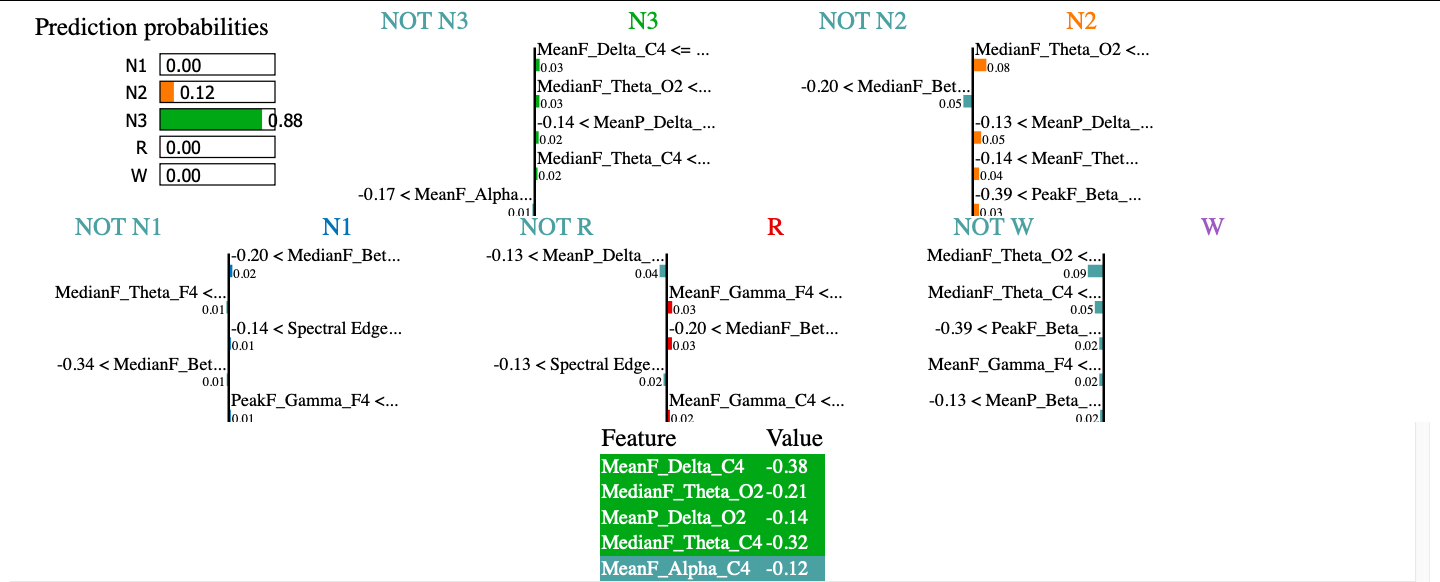 Prediction probabilities
N1 0.00
N2 0.12
N3 0.88
R 0.00
W 0.00
NOT N3 N3
MeanF_Delta_C4 <= ...
0.03
MedianF_Theta_O2 <...
0.03
-0.14 < MeanP_Delta_...
0.02
MedianF_Theta_C4 <...
0.02
-0.17 < MeanF_Alpha...
0.01
NOT N2 N2
MedianF_Theta_O2 <...
0.08
-0.20 < MedianF_Bet...
0.05
-0.13 < MeanP_Delta_...
0.05
-0.14 < MeanF_Thet...
0.04
-0.39 < PeakF_Beta_...
0.03
NOT N1 N1
-0.20 < MedianF_Bet...
0.02
MedianF_Theta_F4 <...
0.01
-0.14 < Spectral Edge...
0.01
-0.34 < MedianF_Bet...
0.01
PeakF_Gamma_F4 <...
0.01
NOT R R
-0.13 < MeanP_Delta_...
0.04
MeanF_Gamma_F4 <...
0.03
-0.20 < MedianF_Bet...
0.03
-0.13 < Spectral Edge...
0.02
MeanF_Gamma_C4 <...
0.02
NOT W W
MedianF_Theta_O2 <...
0.09
MedianF_Theta_C4 <...
0.05
-0.39 < PeakF_Beta_...
0.02
MeanF_Gamma_F4 <...
0.02
-0.13 < MeanP_Beta_...
0.02
Feature Value
MeanF_Delta_C4 -0.38
MedianF_Theta_O2 -0.21
MeanP_Delta_O2 -0.14
MedianF_Theta_C4 -0.32
MeanF_Alpha_C4 -0.12